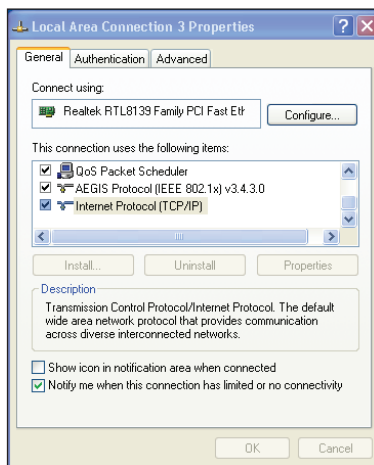 Local Area Connection 3 Properties
General Authentication Advanced
Connect using:
Realtek RTL8139 Family PCI Fast Eth
Configure...
This connection uses the following items:
QoS Packet Scheduler
AEGIS Protocol (IEEE 802.1x) v3.4.3.0
Internet Protocol (TCP/IP)
Install... Uninstall Properties
Description
Transmission Control Protocol/Internet Protocol. The default
wide area network protocol that provides communication
across diverse interconnected networks.
Show icon in notification area when connected
Notify me when this connection has limited or no connectivity
OK Cancel